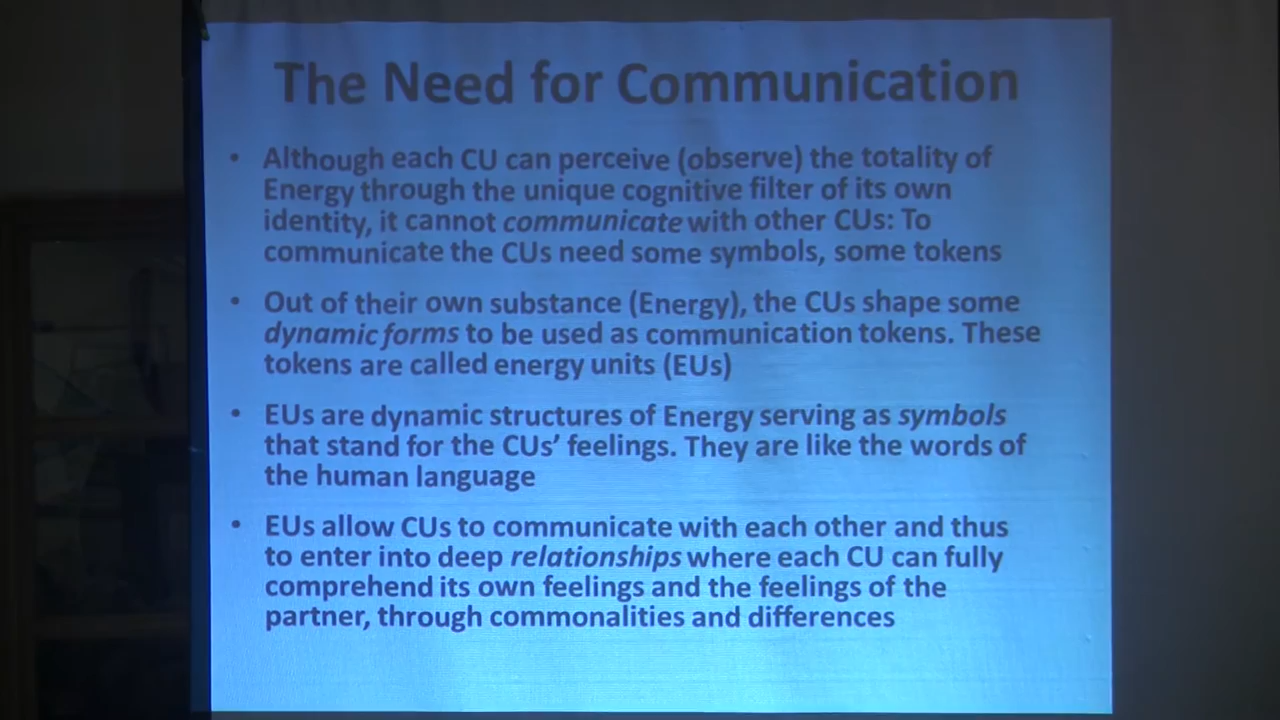 The Need for Communication
• Although each CU can perceive (observe) the totality of
Energy through the unique cognitive filter of its own
identity, it cannot communicate with other CUs: To
communicate the CUs need some symbols, some tokens
• Out of their own substance (Energy), the CUs shape some
dynamic forms to be used as communication tokens. These
tokens are called energy units (EUs)
• EUs are dynamic structures of Energy serving as symbols
that stand for the CUs’ feelings. They are like the words of
the human language
• EUs allow CUs to communicate with each other and thus
to enter into deep relationships where each CU can fully
comprehend its own feelings and the feelings of the
partner, through commonalities and differences